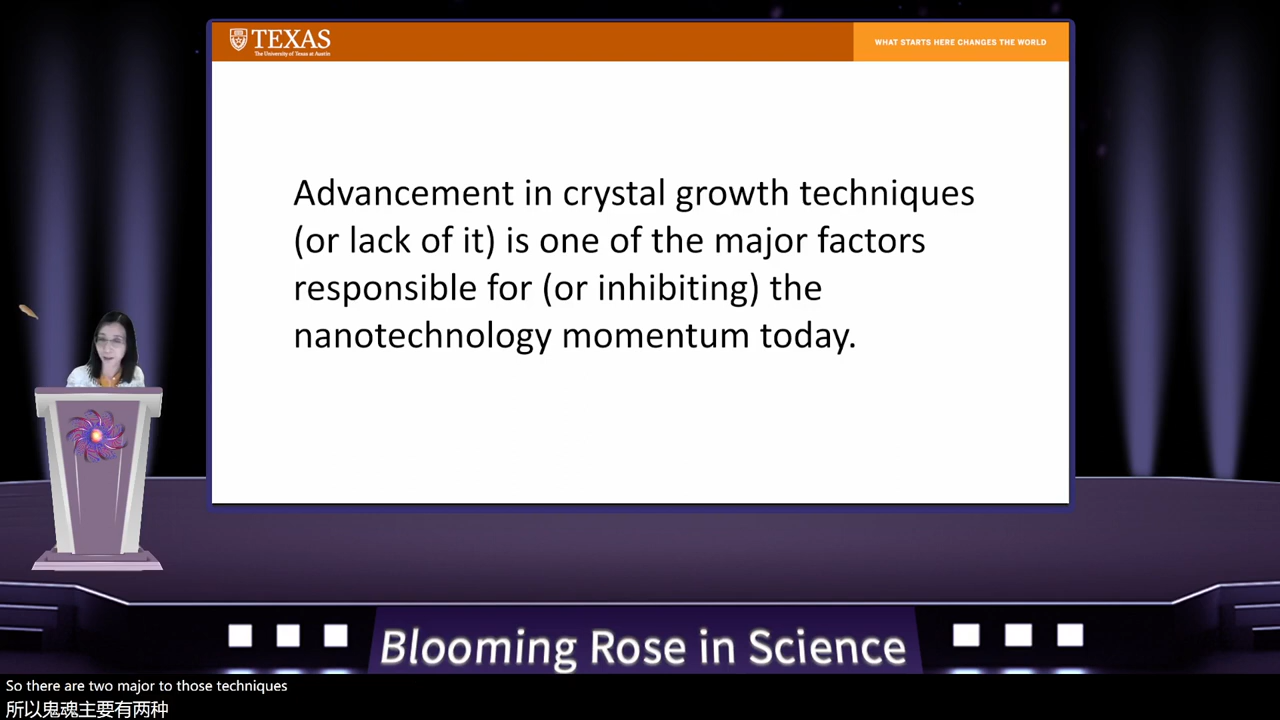 TEXAS
The University of Texas at Austin
WHAT STARTS HERE CHANGES THE WORLD
Advancement in crystal growth techniques
(or lack of it) is one of the major factors
responsible for (or inhibiting) the
nanotechnology momentum today.
Blooming Rose in Science
So there are two major to those techniques
所以鬼魂主要有两种